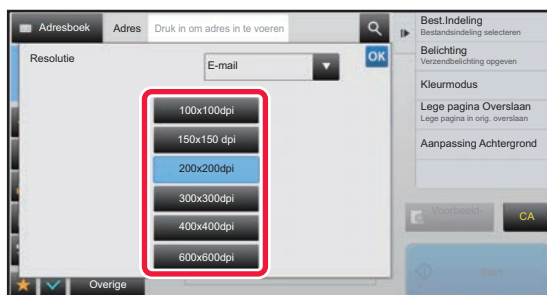 Adresboek
Adres
Druk in om adres in te voeren
Resolutie
E-mail
OK
100x100dpi
150x150 dpi
200x200dpi
300x300dpi
400x400dpi
600x600dpi
Overige
Best.Indeling
Bestandsindeling selecteren
Belichting
Verzendbelichting opgeven
Kleurmodus
Lege pagina Overslaan
Lege pagina in orig. overslaan
Aanpassing Achtergrond
Voorbeeld-
CA
Start